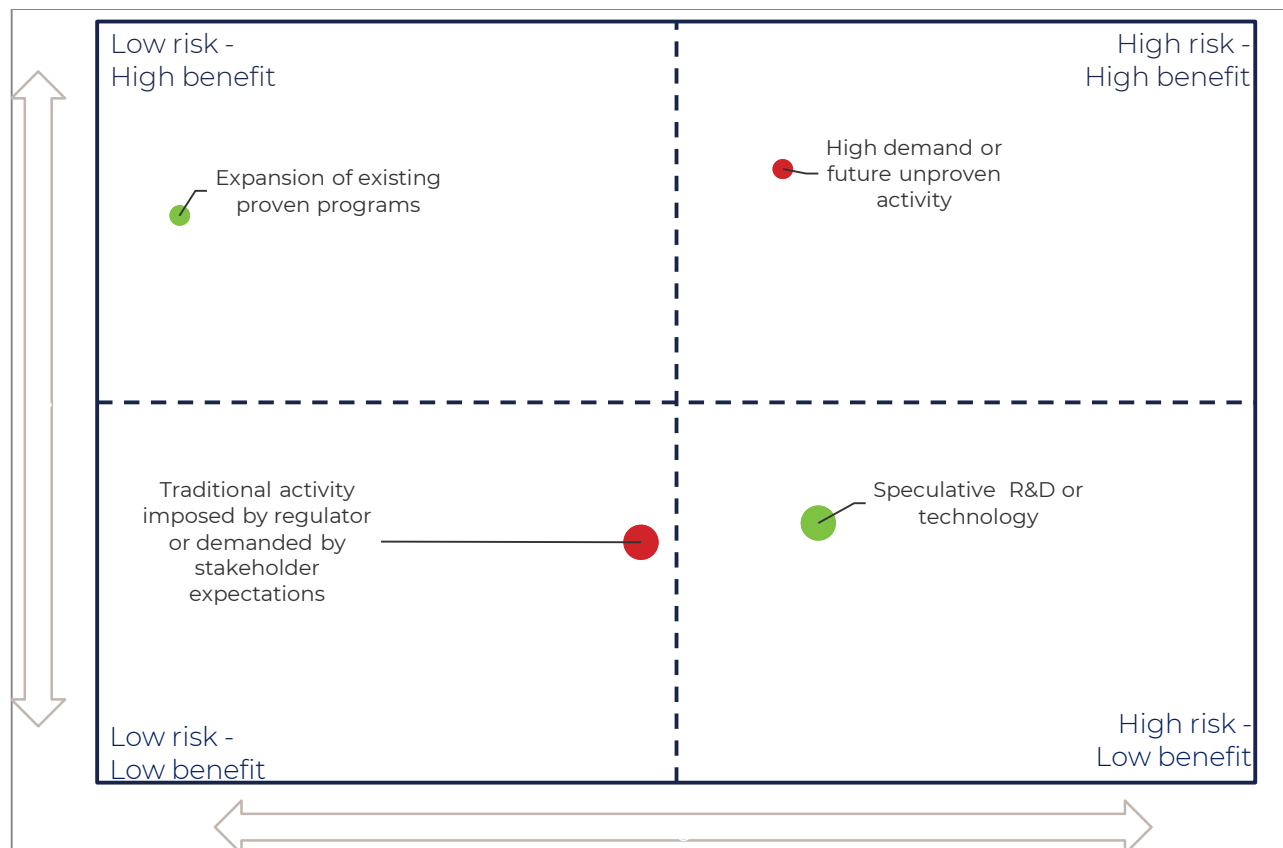 Low risk -
High benefit
High risk -
High benefit
Expansion of existing
proven programs
High demand or
future unproven
activity
Traditional activity
imposed by regulator
or demanded by
stakeholder
expectations
Speculative R&D or
technology
Low risk -
Low benefit
High risk -
Low benefit